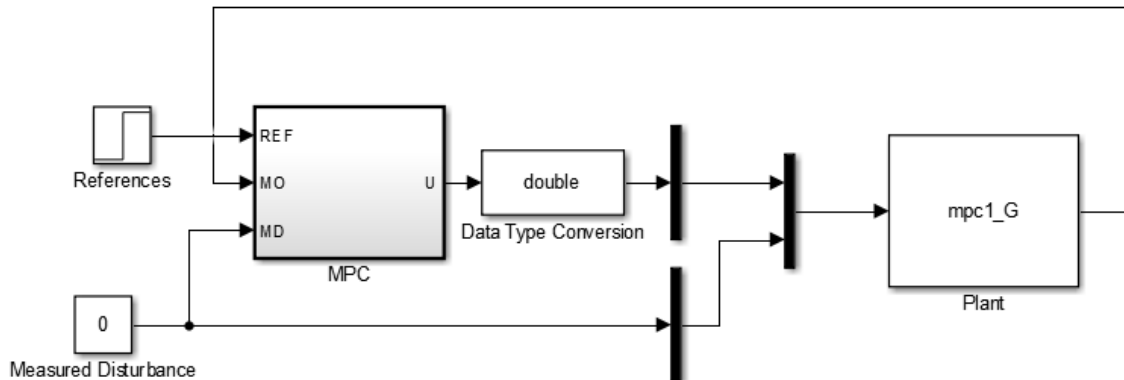 References
REF
MO
MD
U
MPC
double
Data Type Conversion
mpc1_G
Plant
0
Measured Disturbance